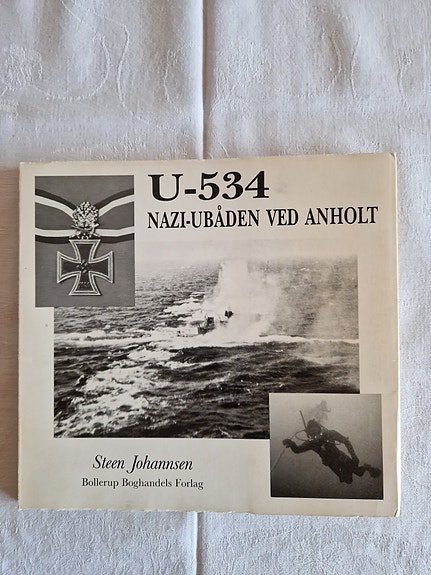 U-534
NAZI-UBÅDEN VED ANHOLT
Steen Johannsen
Bollerup Boghandels Forlag